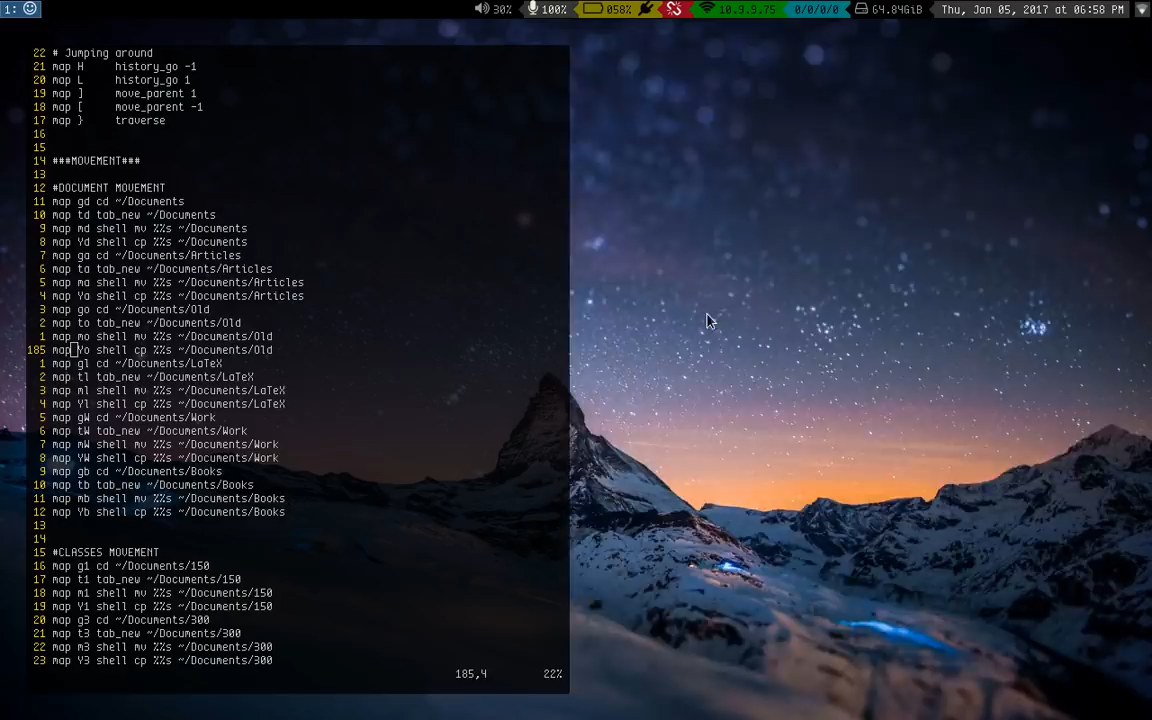 1:
30% 100% 058% 10.9.9.75 0/0/0/0 64.84GiB Thu, Jan 05, 2017 at 06:58 PM
22 # Jumping around
21 map H history_go -1
20 map L history_go 1
19 map ] move_parent 1
18 map [ move_parent -1
17 map } traverse
16
15
14 ###MOVEMENT###
13
12 #DOCUMENT MOVEMENT
11 map gd cd ~/Documents
10 map td tab_new ~/Documents
9 map md shell mv %%s ~/Documents
8 map Yd shell cp %%s ~/Documents
7 map ga cd ~/Documents/Articles
6 map ta tab_new ~/Documents/Articles
5 map ma shell mv %%s ~/Documents/Articles
4 map Ya shell cp %%s ~/Documents/Articles
3 map go cd ~/Documents/Old
2 map to tab_new ~/Documents/Old
1 map mo shell mv %%s ~/Documents/Old
185 map Yo shell cp %%s ~/Documents/Old
1 map gl cd ~/Documents/LaTeX
2 map tl tab_new ~/Documents/LaTeX
3 map ml shell mv %%s ~/Documents/LaTeX
4 map Yl shell cp %%s ~/Documents/LaTeX
5 map gW cd ~/Documents/Work
6 map tW tab_new ~/Documents/Work
7 map mW shell mv %%s ~/Documents/Work
8 map YW shell cp %%s ~/Documents/Work
9 map gb cd ~/Documents/Books
10 map tb tab_new ~/Documents/Books
11 map mb shell mv %%s ~/Documents/Books
12 map Yb shell cp %%s ~/Documents/Books
13
14
15 #CLASSES MOVEMENT
16 map g1 cd ~/Documents/150
17 map t1 tab_new ~/Documents/150
18 map m1 shell mv %%s ~/Documents/150
19 map Y1 shell cp %%s ~/Documents/150
20 map g3 cd ~/Documents/300
21 map t3 tab_new ~/Documents/300
22 map m3 shell mv %%s ~/Documents/300
23 map Y3 shell cp %%s ~/Documents/300
185,4 22%